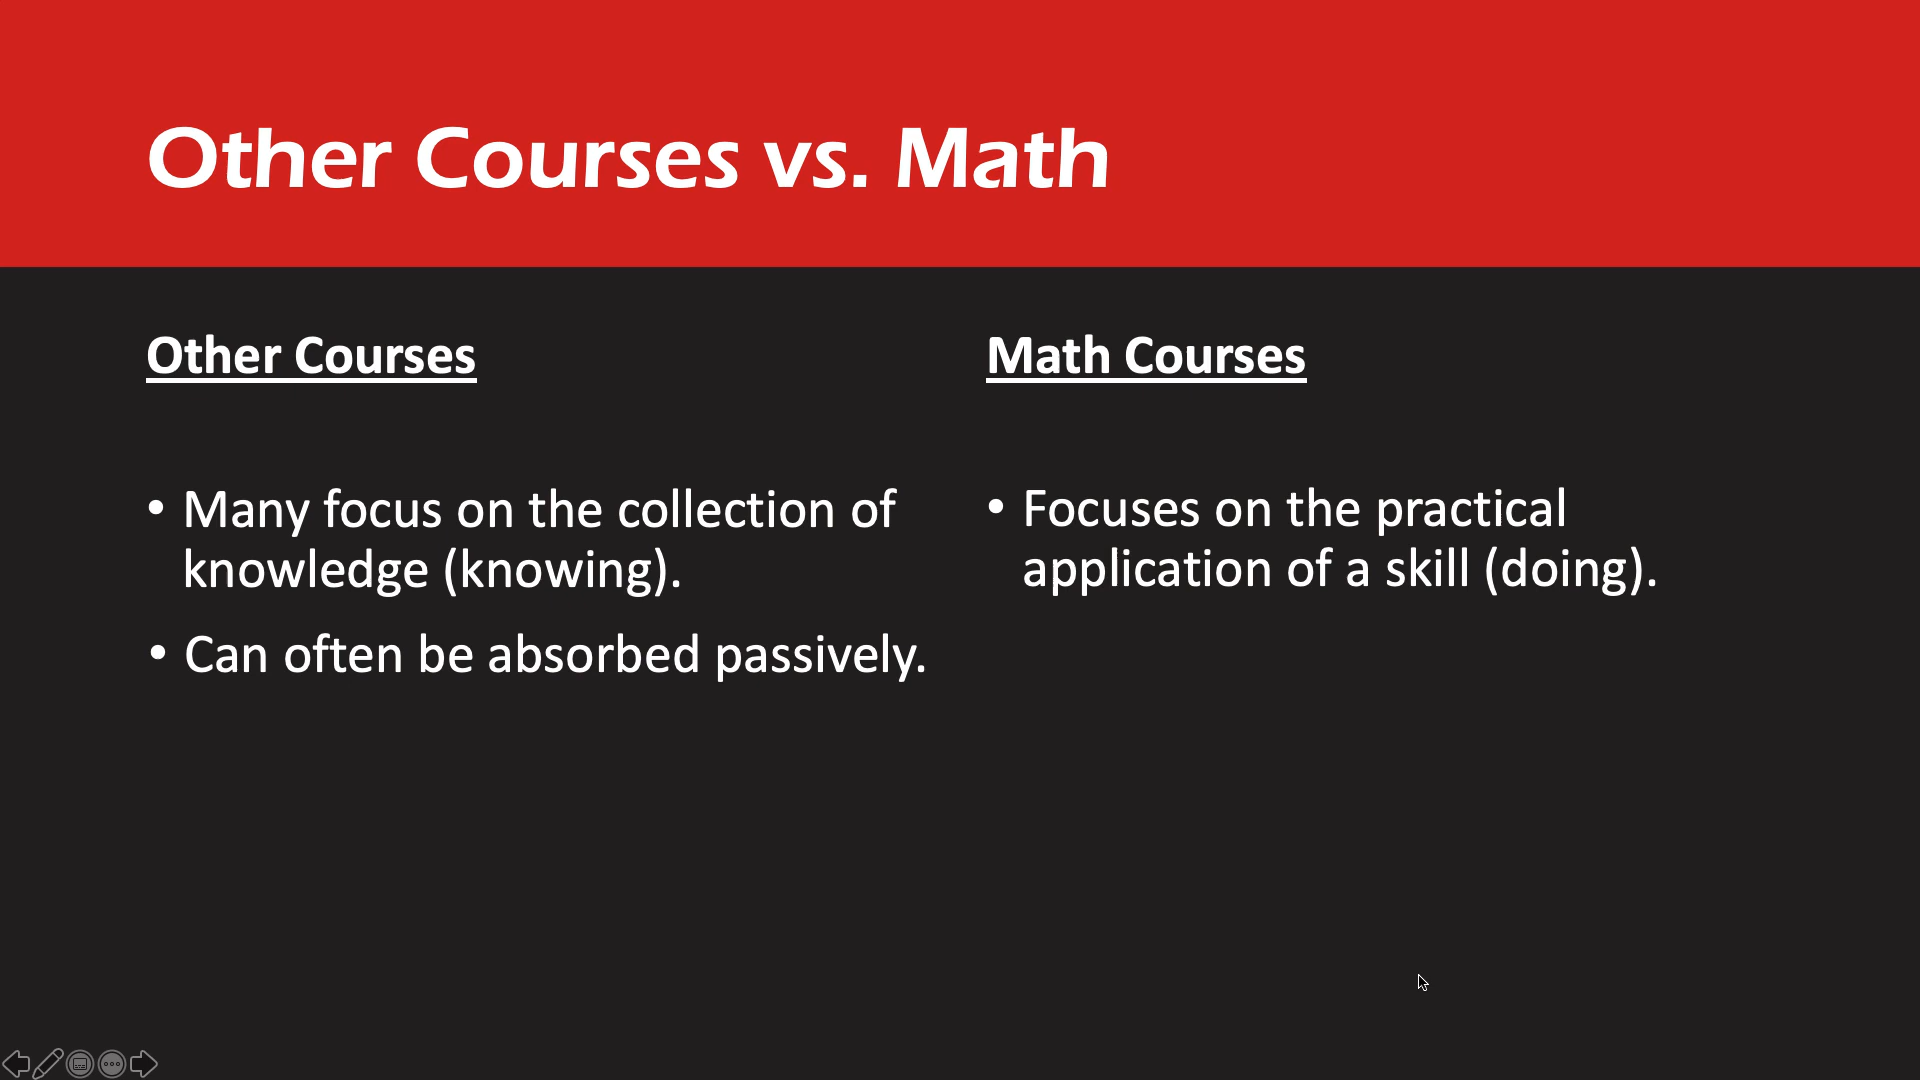 Other Courses vs. Math
Other Courses
• Many focus on the collection of
knowledge (knowing).
• Can often be absorbed passively.
Math Courses
• Focuses on the practical
application of a skill (doing).